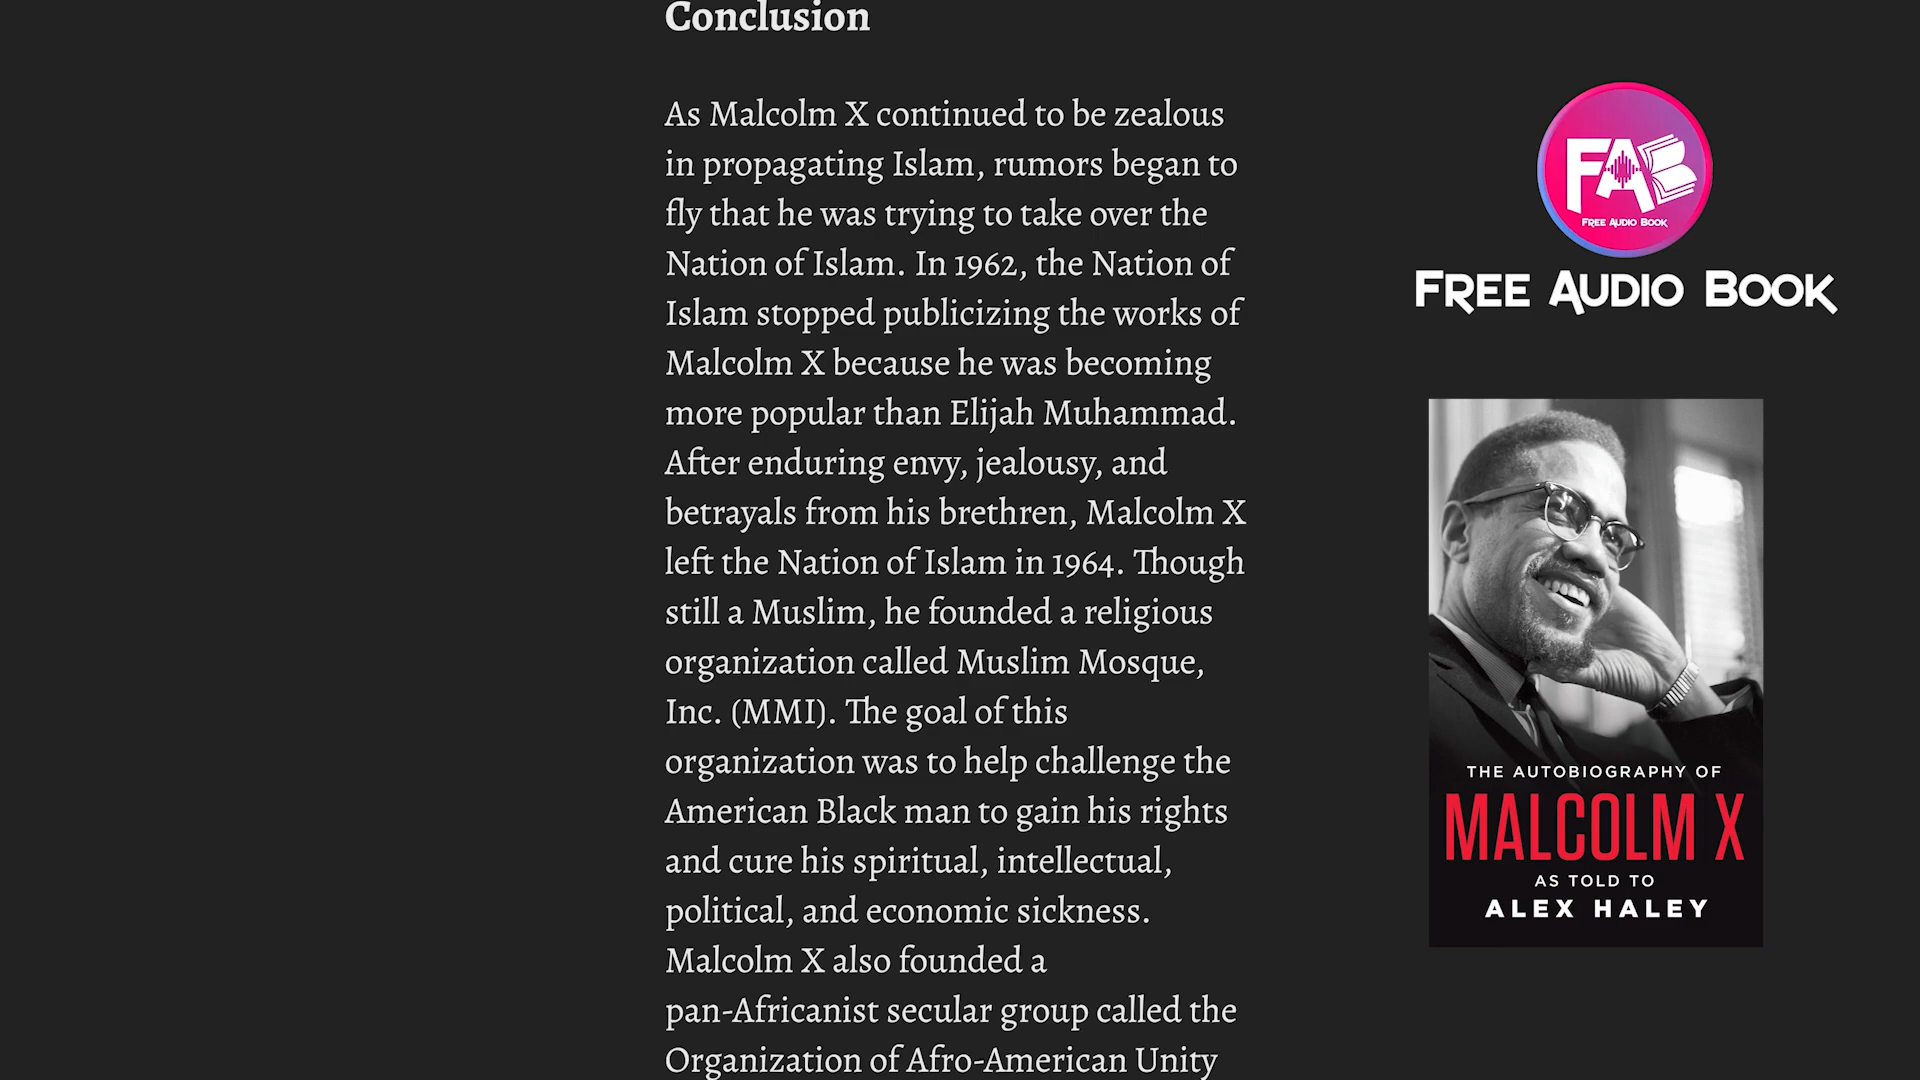 Conclusion
As Malcolm X continued to be zealous
in propagating Islam, rumors began to
fly that he was trying to take over the
Nation of Islam. In 1962, the Nation of
Islam stopped publicizing the works of
Malcolm X because he was becoming
more popular than Elijah Muhammad.
After enduring envy, jealousy, and
betrayals from his brethren, Malcolm X
left the Nation of Islam in 1964. Though
still a Muslim, he founded a religious
organization called Muslim Mosque,
Inc. (MMI). The goal of this
organization was to help challenge the
American Black man to gain his rights
and cure his spiritual, intellectual,
political, and economic sickness.
Malcolm X also founded a
pan-Africanist secular group called the
Organization of Afro-American Unity
FAB
FREE AUDIO BOOK
FREE AUDIO BOOK
THE AUTOBIOGRAPHY OF
MALCOLM X
AS TOLD TO
ALEX HALEY